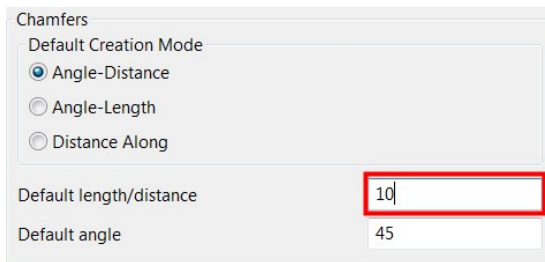 Chamfers
Default Creation Mode
Angle-Distance
Angle-Length
Distance Along
Default length/distance 10
Default angle 45